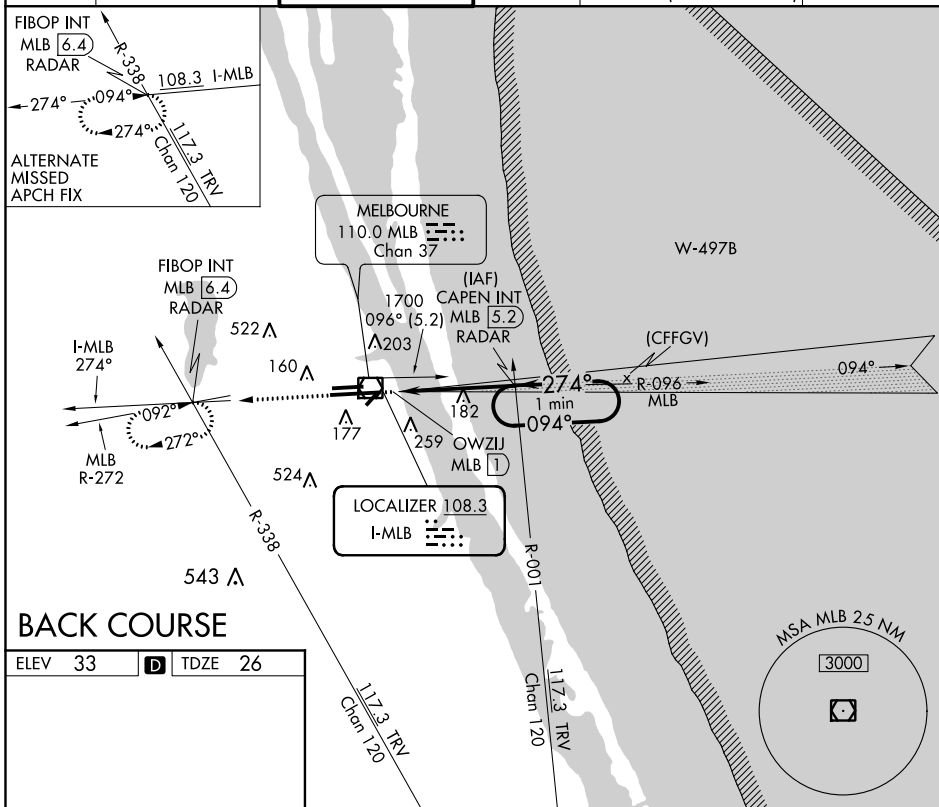 FIBOP INT
MLB 6.4
RADAR
R-338
108.3 I-MLB
274°
094°
274°
117.3 TRV
Chan 120
ALTERNATE
MISSED
APCH FIX
MELBOURNE
110.0 MLB
Chan 37
W-497B
FIBOP INT
MLB 6.4
RADAR
(IAF)
CAPEN INT
MLB 5.2
RADAR
1700
096° (5.2)
522
203
(CFFGV)
I-MLB
274°
160
094°
274°
R-096
MLB
1 min
094°
182
092°
272°
177
259
OWZIJ
MLB 1
MLB
R-272
524
LOCALIZER 108.3
I-MLB
R-338
R-001
543
BACK COURSE
MSA MLB 25 NM
3000
ELEV 33 D TDZE 26
117.3 TRV
Chan 120
117.3 TRV
Chan 120